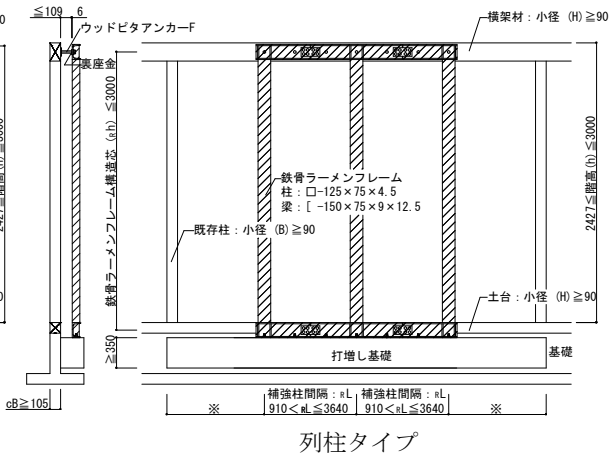 ≦109 6
ウッドピタアンカーF
裏座金
横架材：小径 (H)≧90
鉄骨ラーメンフレーム構造芯 (Rh) ≦3000
2427≦階高(h)≦3000
鉄骨ラーメンフレーム
柱：□-125×75×4.5
梁：[ -150×75×9×12.5
既存柱：小径 (B)≧90
土台：小径 (H)≧90
≧350
打増し基礎
基礎
cB≧105
補強柱間隔：RL 補強柱間隔：RL
※ 910＜RL≦3640 910＜RL≦3640 ※
列柱タイプ